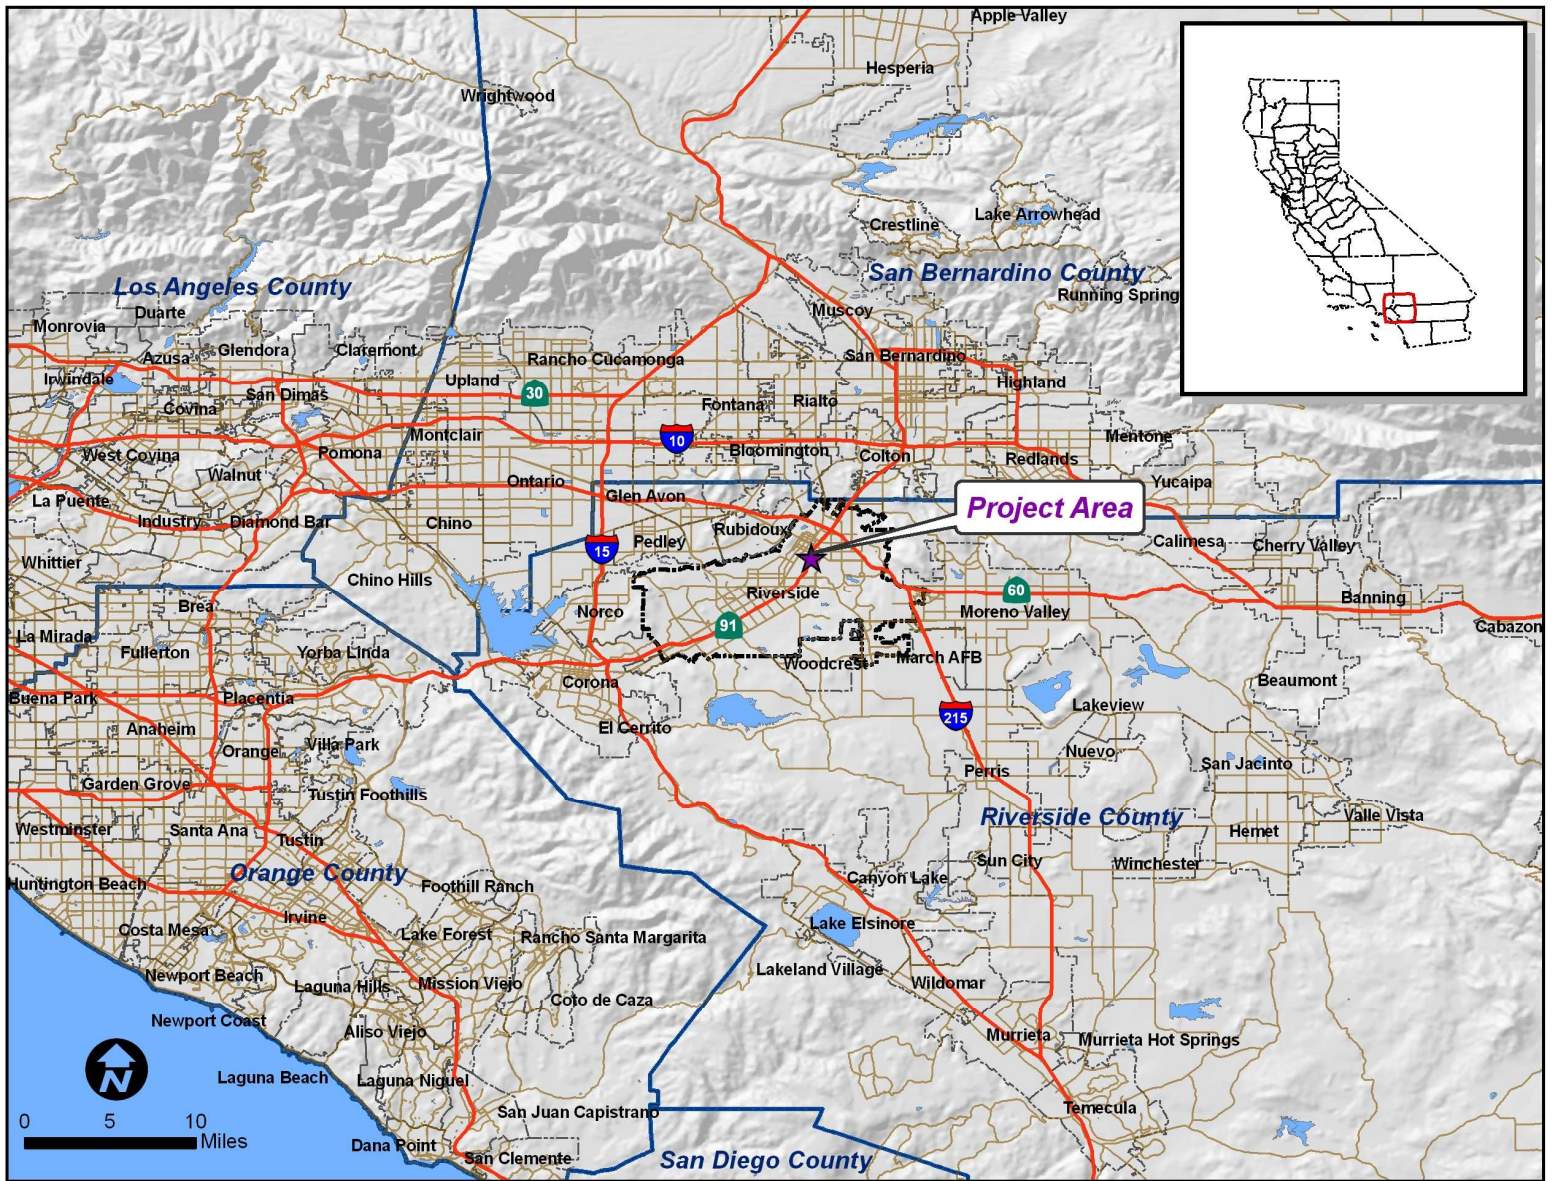 Apple Valley
Hesperia
Wrightwood
Lake Arrowhead
Crestline
San Bernardino County
Los Angeles County
Running Spring
Duarte
Muscoy
Monrovia
Glendora
Claremont
Azusa
Rancho Cucamonga
San Bernardino
Irwindale
Upland
Highland
San Dimas
30
Covina
Fontana
Rialto
Montclair
10
Mentone
West Covina
Pomona
Bloomington
Colton
Redlands
Walnut
Ontario
Yucaipa
La Puente
Glen Avon
Project Area
Industry
Diamond Bar
Chino
Rubidoux
Pedley
15
Calimesa
Cherry Valley
Whittier
Chino Hills
Riverside
60
Banning
Brea
Norco
Moreno Valley
91
Cabazon
La Mirada
Fullerton
Yorba Linda
Woodcrest
March AFB
Corona
Beaumont
Buena Park
Placentia
Lakeview
215
Anaheim
El Cerrito
Orange
Villa Park
Nuevo
San Jacinto
Perris
Garden Grove
Tustin Foothills
Riverside County
Valle Vista
Westminster
Santa Ana
Hemet
Tustin
Sun City
Winchester
Orange County
Canyon Lake
Huntington Beach
Foothill Ranch
Irvine
Lake Elsinore
Costa Mesa
Lake Forest
Rancho Santa Margarita
Lakeland Village
Newport Beach
Laguna Hills
Mission Viejo
Wildomar
Coto de Caza
Newport Coast
Aliso Viejo
Murrieta
Murrieta Hot Springs
N
Laguna Beach
Laguna Niguel
Temecula
San Juan Capistrano
0 5 10
Miles
Dana Point
San Clemente
San Diego County